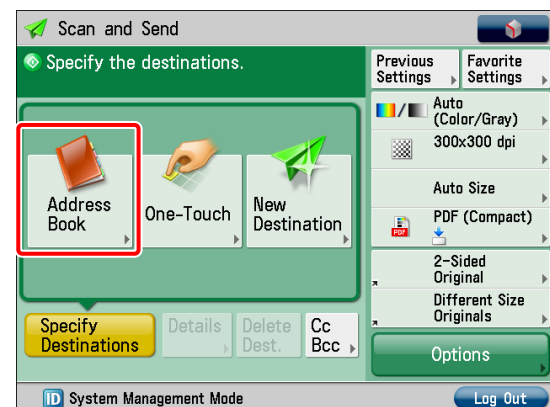 Scan and Send
Specify the destinations.
Previous
Settings
Favorite
Settings
Auto
(Color/Gray)
300x300 dpi
Auto Size
PDF (Compact)
PDF
2-Sided
Original
Different Size
Originals
Options
Address
Book
One-Touch
New
Destination
Specify
Destinations
Details
Delete
Dest.
Cc
Bcc
ID System Management Mode
Log Out